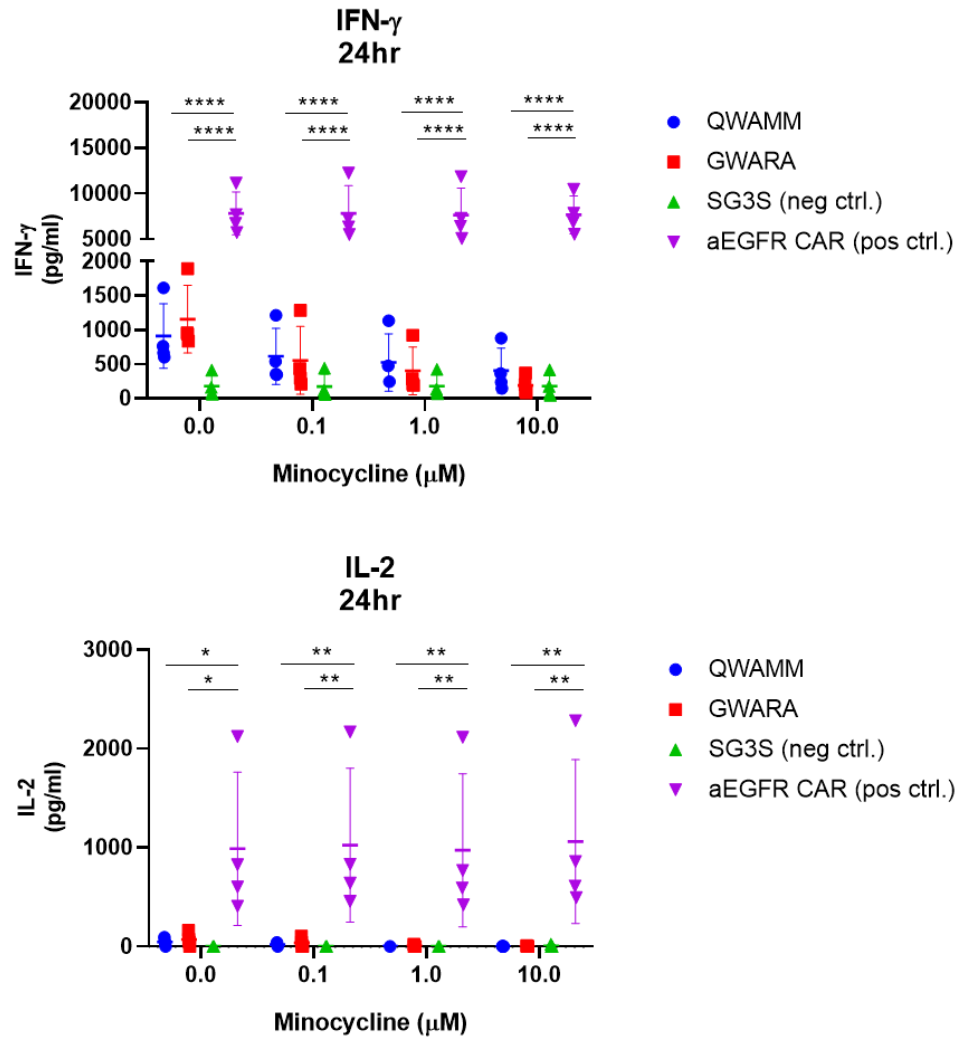 IFN-γ
24hr
20000
15000
10000
5000
2000
1500
1000
500
0
IFN-γ
(pg/ml)
**** **** **** ****
**** **** **** ****
0.0 0.1 1.0 10.0
Minocycline (μM)
QWAMM
GWARA
SG3S (neg ctrl.)
aEGFR CAR (pos ctrl.)
IL-2
24hr
3000
2000
1000
0
IL-2
(pg/ml)
* ** ** **
* ** ** **
0.0 0.1 1.0 10.0
Minocycline (μM)
QWAMM
GWARA
SG3S (neg ctrl.)
aEGFR CAR (pos ctrl.)